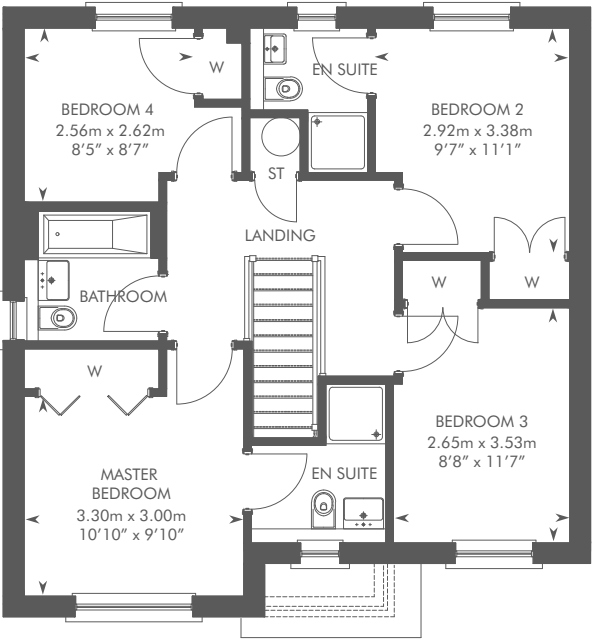 W
EN SUITE
BEDROOM 4
2.56m x 2.62m
8'5" x 8'7"
BEDROOM 2
2.92m x 3.38m
9'7" x 11'1"
ST
LANDING
W
W
BATHROOM
W
BEDROOM 3
2.65m x 3.53m
8'8" x 11'7"
MASTER
BEDROOM
3.30m x 3.00m
10'10" x 9'10"
EN SUITE